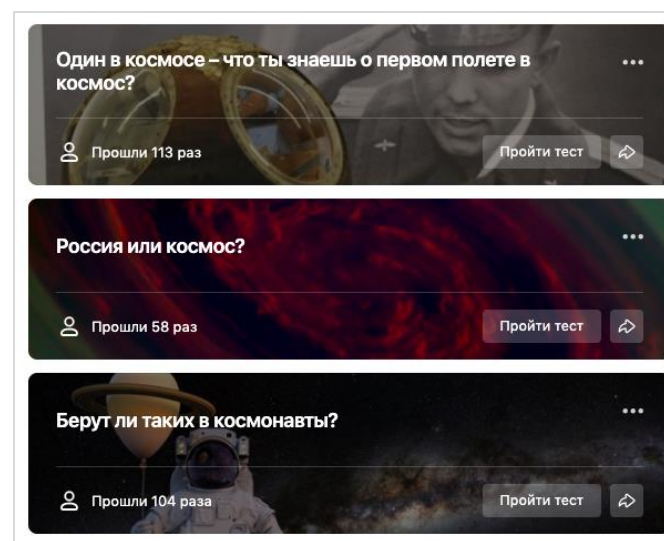 Один в космосе – что ты знаешь о первом полете в
космос?
Прошли 113 раз
Пройти тест
Россия или космос?
Прошли 58 раз
Пройти тест
Берут ли таких в космонавты?
Прошли 104 раза
Пройти тест